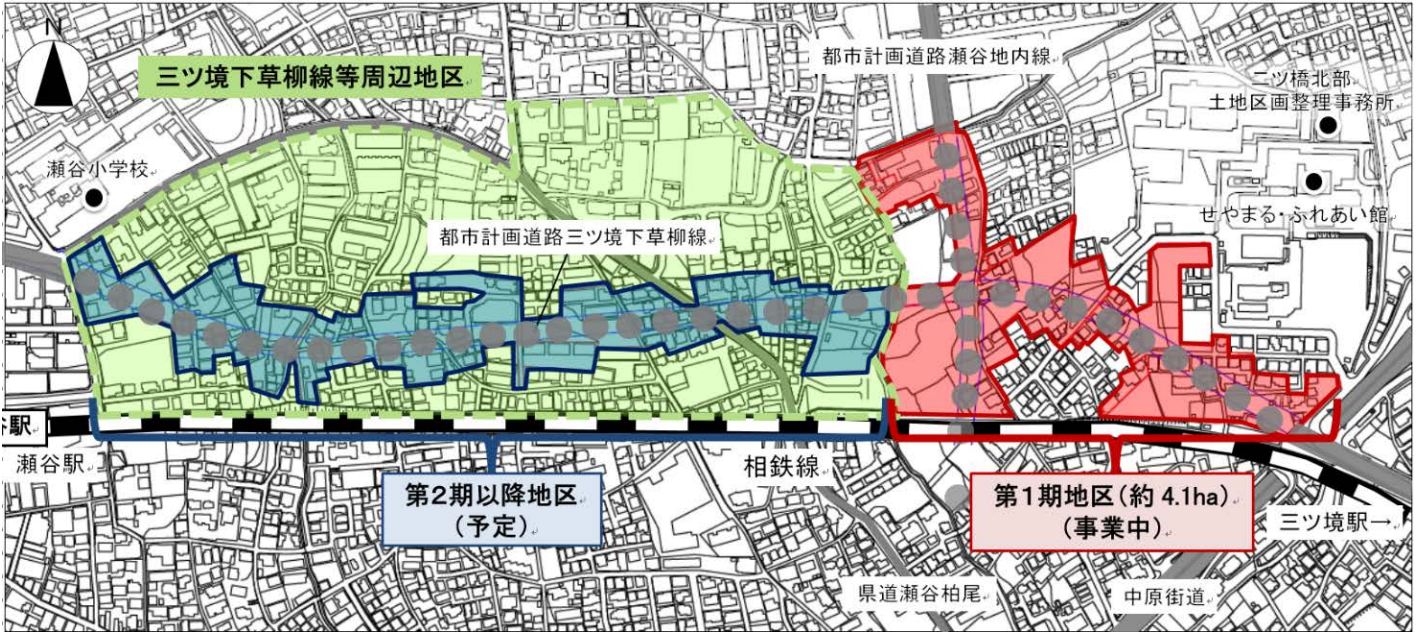 N
三ツ境下草柳線等周辺地区
都市計画道路瀬谷地内線
二ツ橋北部
土地区画整理事務所
瀬谷小学校
せやまる・ふれあい館
都市計画道路三ツ境下草柳線
駅
瀬谷駅
相鉄線
第2期以降地区
(予定)
第1期地区(約 4.1ha)
(事業中)
三ツ境駅→
県道瀬谷柏尾
中原街道